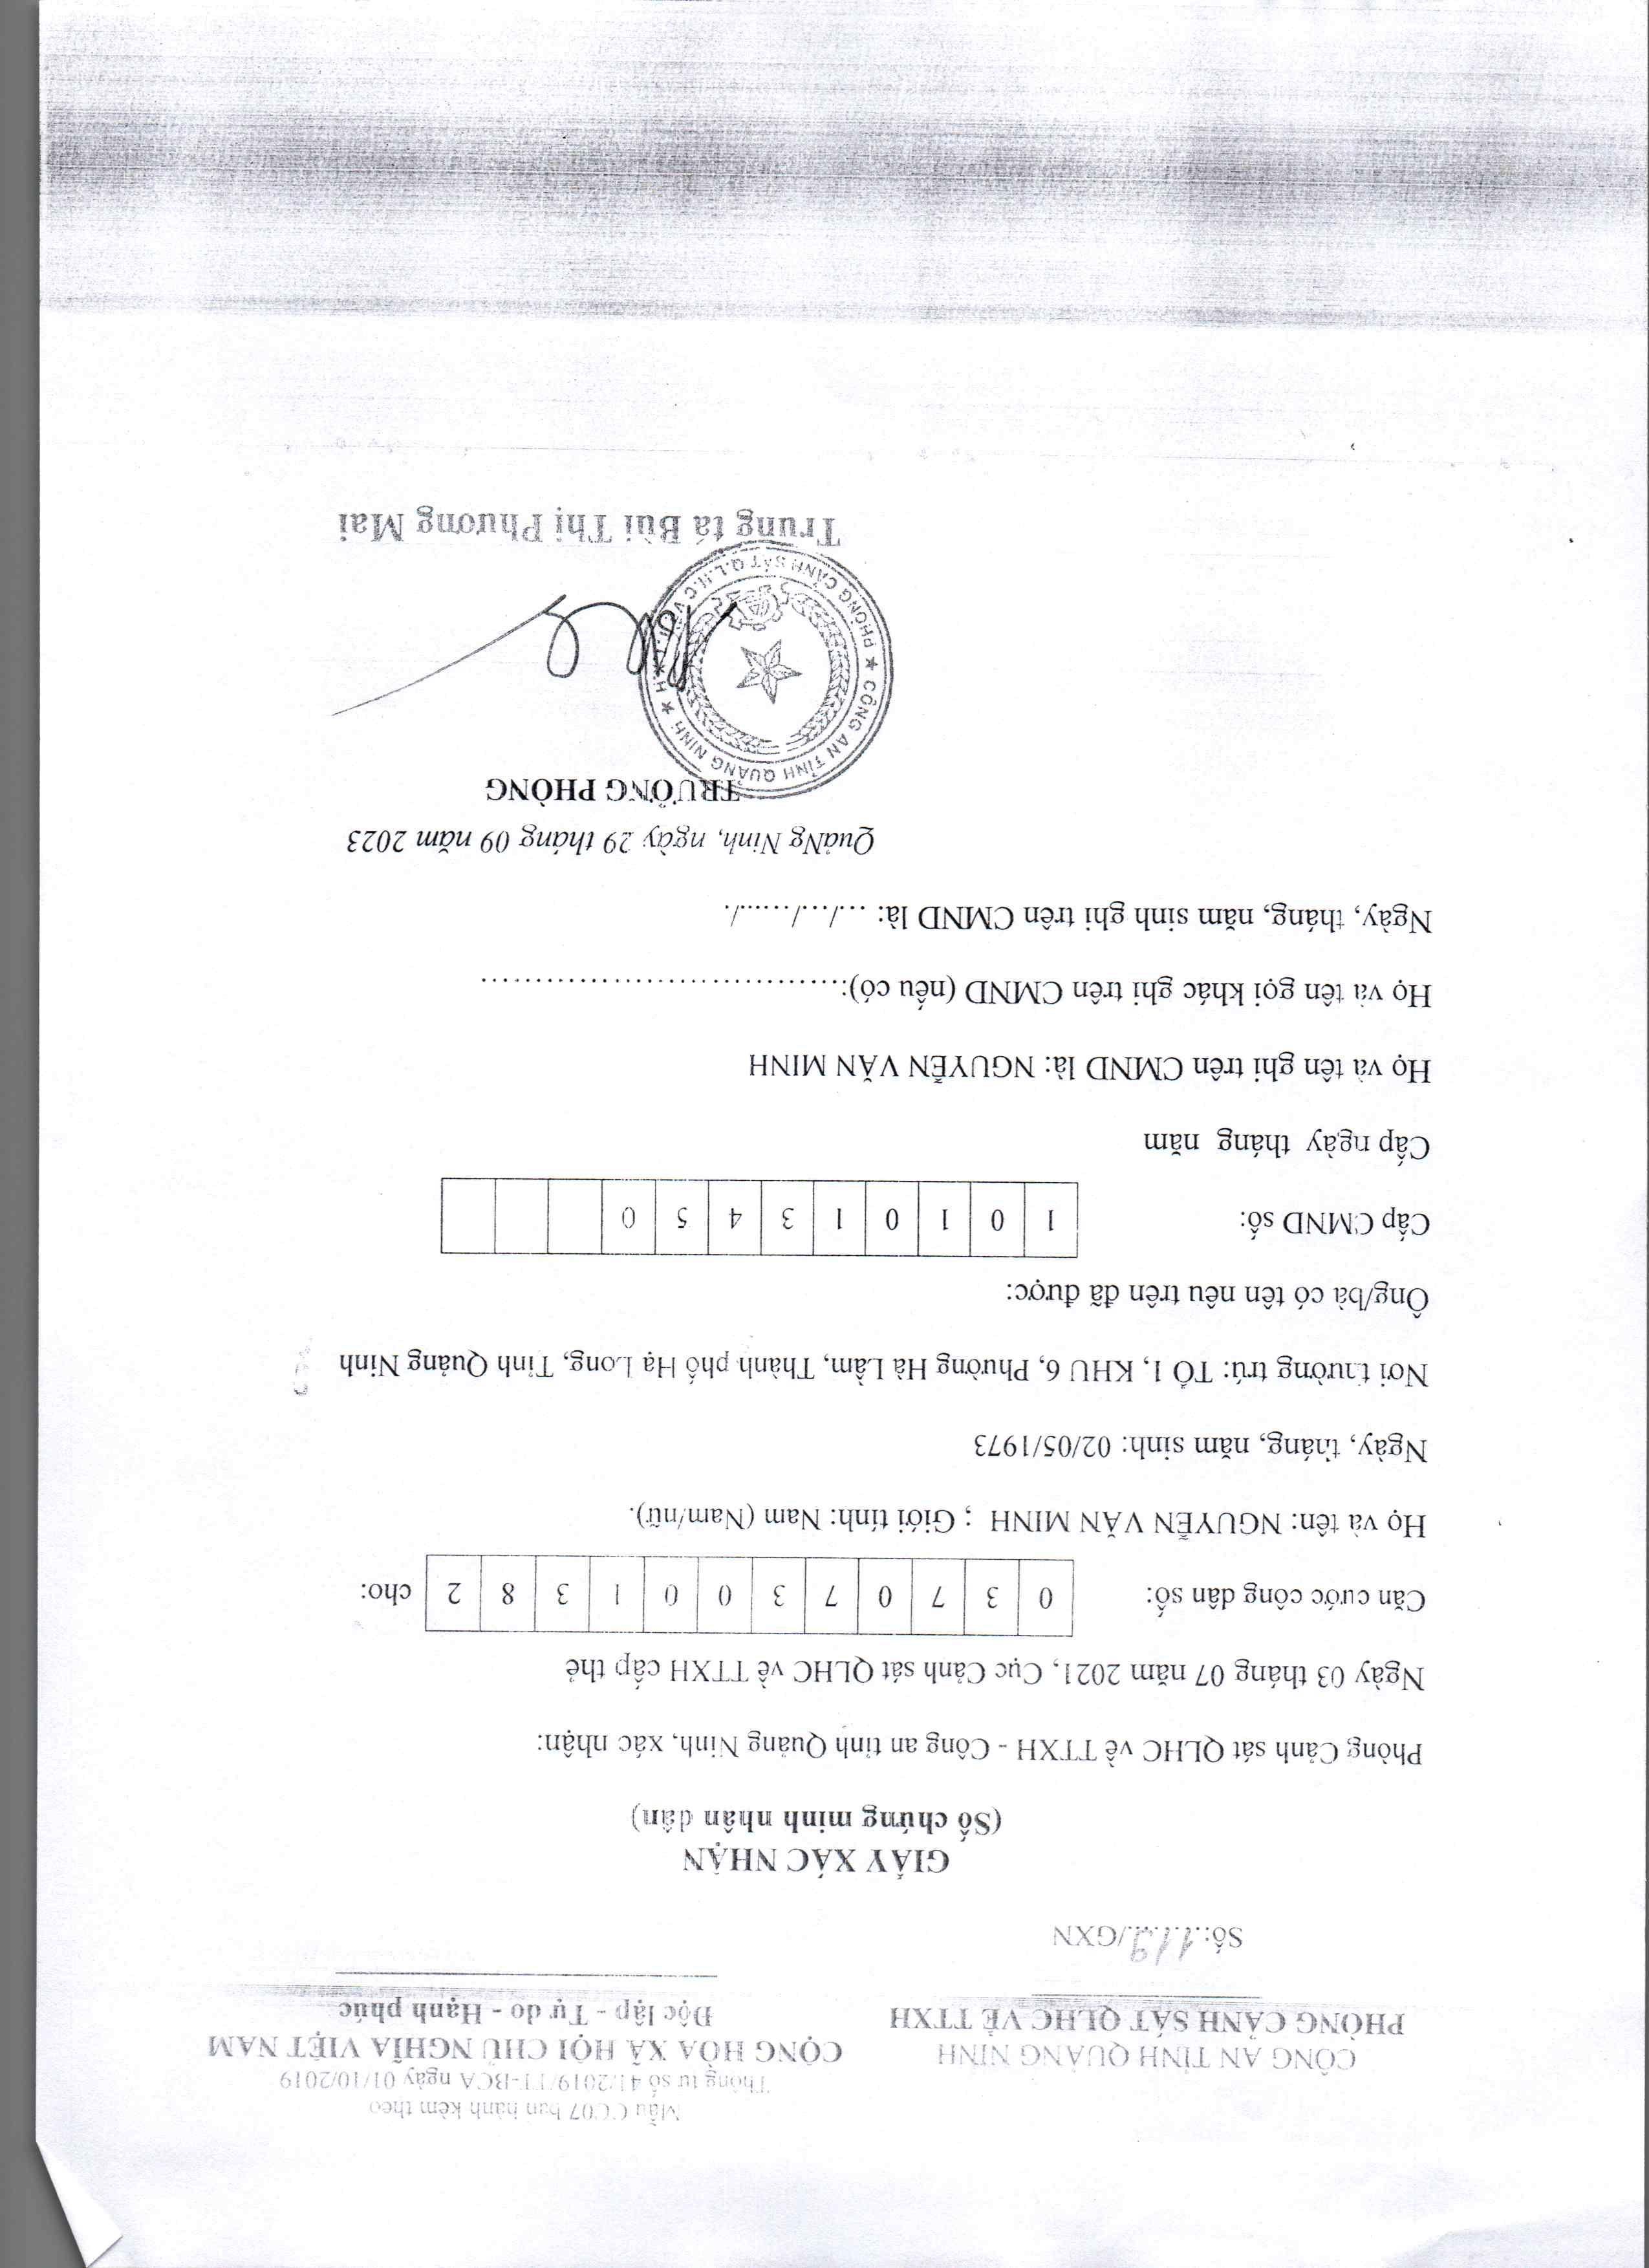 Mẫu CC07 ban hành kèm theo
Thông tư số 41/2019/TT-BCA ngày 01/10/2019
CÔNG AN TỈNH QUẢNG NINH
PHÒNG CẢNH SÁT QLHC VỀ TTXH
CỘNG HÒA XÃ HỘI CHỦ NGHĨA VIỆT NAM
Độc lập - Tự do - Hạnh phúc
Số:.119./GXN
GIẤY XÁC NHẬN
(Số chứng minh nhân dân)
Phòng Cảnh sát QLHC về TTXH - Công an tỉnh Quảng Ninh, xác nhận:
Ngày 03 tháng 07 năm 2021, Cục Cảnh sát QLHC về TTXH cấp thẻ
Căn cước công dân số: 0 3 7 0 7 3 0 0 1 3 8 2 cho:
Họ và tên: NGUYỄN VĂN MINH ; Giới tính: Nam (Nam/nữ).
Ngày, tháng, năm sinh: 02/05/1973
Nơi thường trú: TỔ 1, KHU 6, Phường Hà Lầm, Thành phố Hạ Long, Tỉnh Quảng Ninh
Ông/bà có tên nêu trên đã được:
Cấp CMND số: 1 0 1 0 1 3 4 5 0
Cấp ngày tháng năm
Họ và tên ghi trên CMND là: NGUYỄN VĂN MINH
Họ và tên gọi khác ghi trên CMND (nếu có):..................................
Ngày, tháng, năm sinh ghi trên CMND là: .../.../....../.
QuảNg Ninh, ngày 29 tháng 09 năm 2023
TRƯỞNG PHÒNG
★ CÔNG AN TỈNH QUẢNG NINH ★
PHÒNG CẢNH SÁT Q.L.H.C
Trung tá Bùi Thị Phương Mai